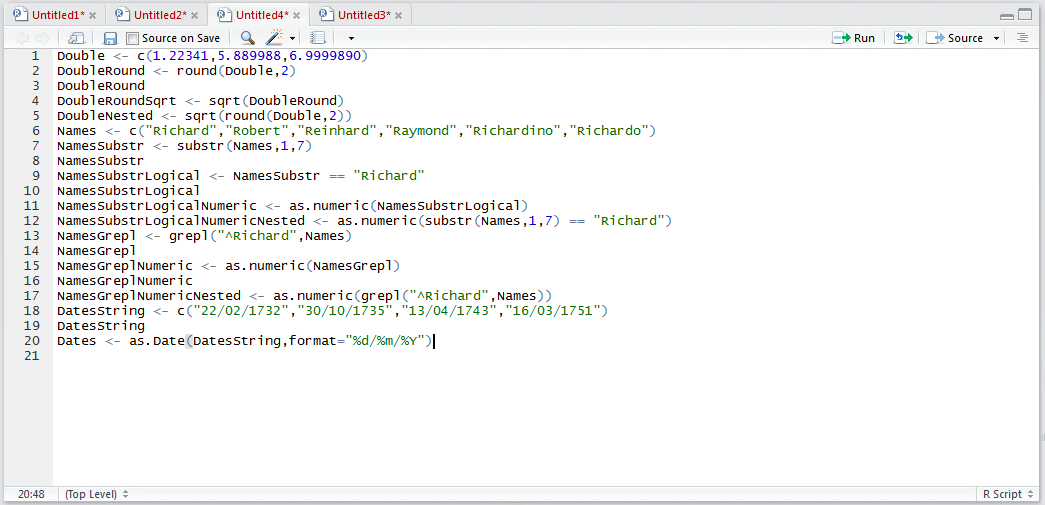 Untitled1* Untitled2* Untitled4* Untitled3*
Source on Save Run Source
1 Double <- c(1.22341,5.889988,6.9999890)
2 DoubleRound <- round(Double,2)
3 DoubleRound
4 DoubleRoundSqrt <- sqrt(DoubleRound)
5 DoubleNested <- sqrt(round(Double,2))
6 Names <- c("Richard","Robert","Reinhard","Raymond","Richardino","Richardo")
7 NamesSubstr <- substr(Names,1,7)
8 NamesSubstr
9 NamesSubstrLogical <- NamesSubstr == "Richard"
10 NamesSubstrLogical
11 NamesSubstrLogicalNumeric <- as.numeric(NamesSubstrLogical)
12 NamesSubstrLogicalNumericNested <- as.numeric(substr(Names,1,7) == "Richard")
13 NamesGrepl <- grepl("^Richard",Names)
14 NamesGrepl
15 NamesGreplNumeric <- as.numeric(NamesGrepl)
16 NamesGreplNumeric
17 NamesGreplNumericNested <- as.numeric(grepl("^Richard",Names))
18 DatesString <- c("22/02/1732","30/10/1735","13/04/1743","16/03/1751")
19 DatesString
20 Dates <- as.Date(DatesString,format="%d/%m/%Y")
21
20:48 (Top Level) R Script